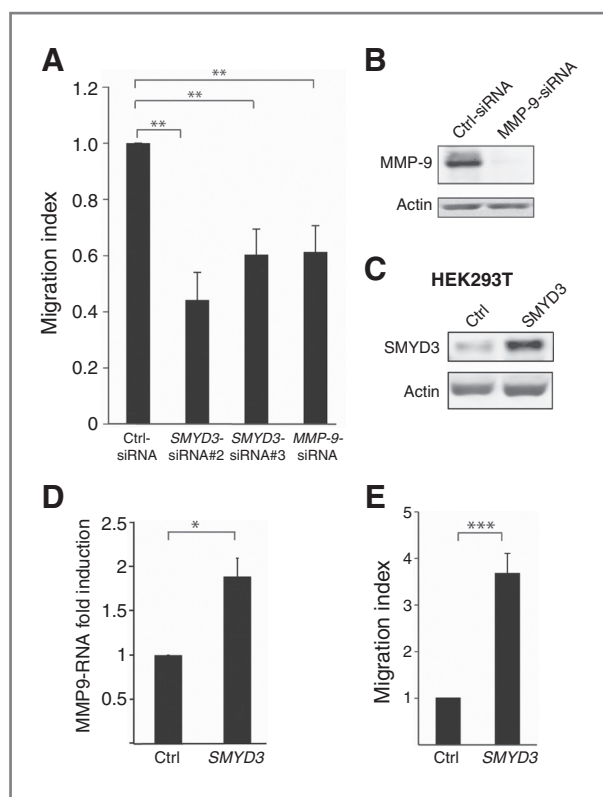 A
Migration index
1.2
1.0
0.8
0.6
0.4
0.2
0
**
**
**
Ctrl-
siRNA
SMYD3-
siRNA#2
SMYD3-
siRNA#3
MMP-9-
siRNA
B
Ctrl-siRNA
MMP-9-siRNA
MMP-9
Actin
C
HEK293T
Ctrl
SMYD3
SMYD3
Actin
D
MMP9-RNA fold induction
2.5
2
1.5
1
0.5
*
Ctrl
SMYD3
E
Migration index
5
4
3
2
1
***
Ctrl
SMYD3